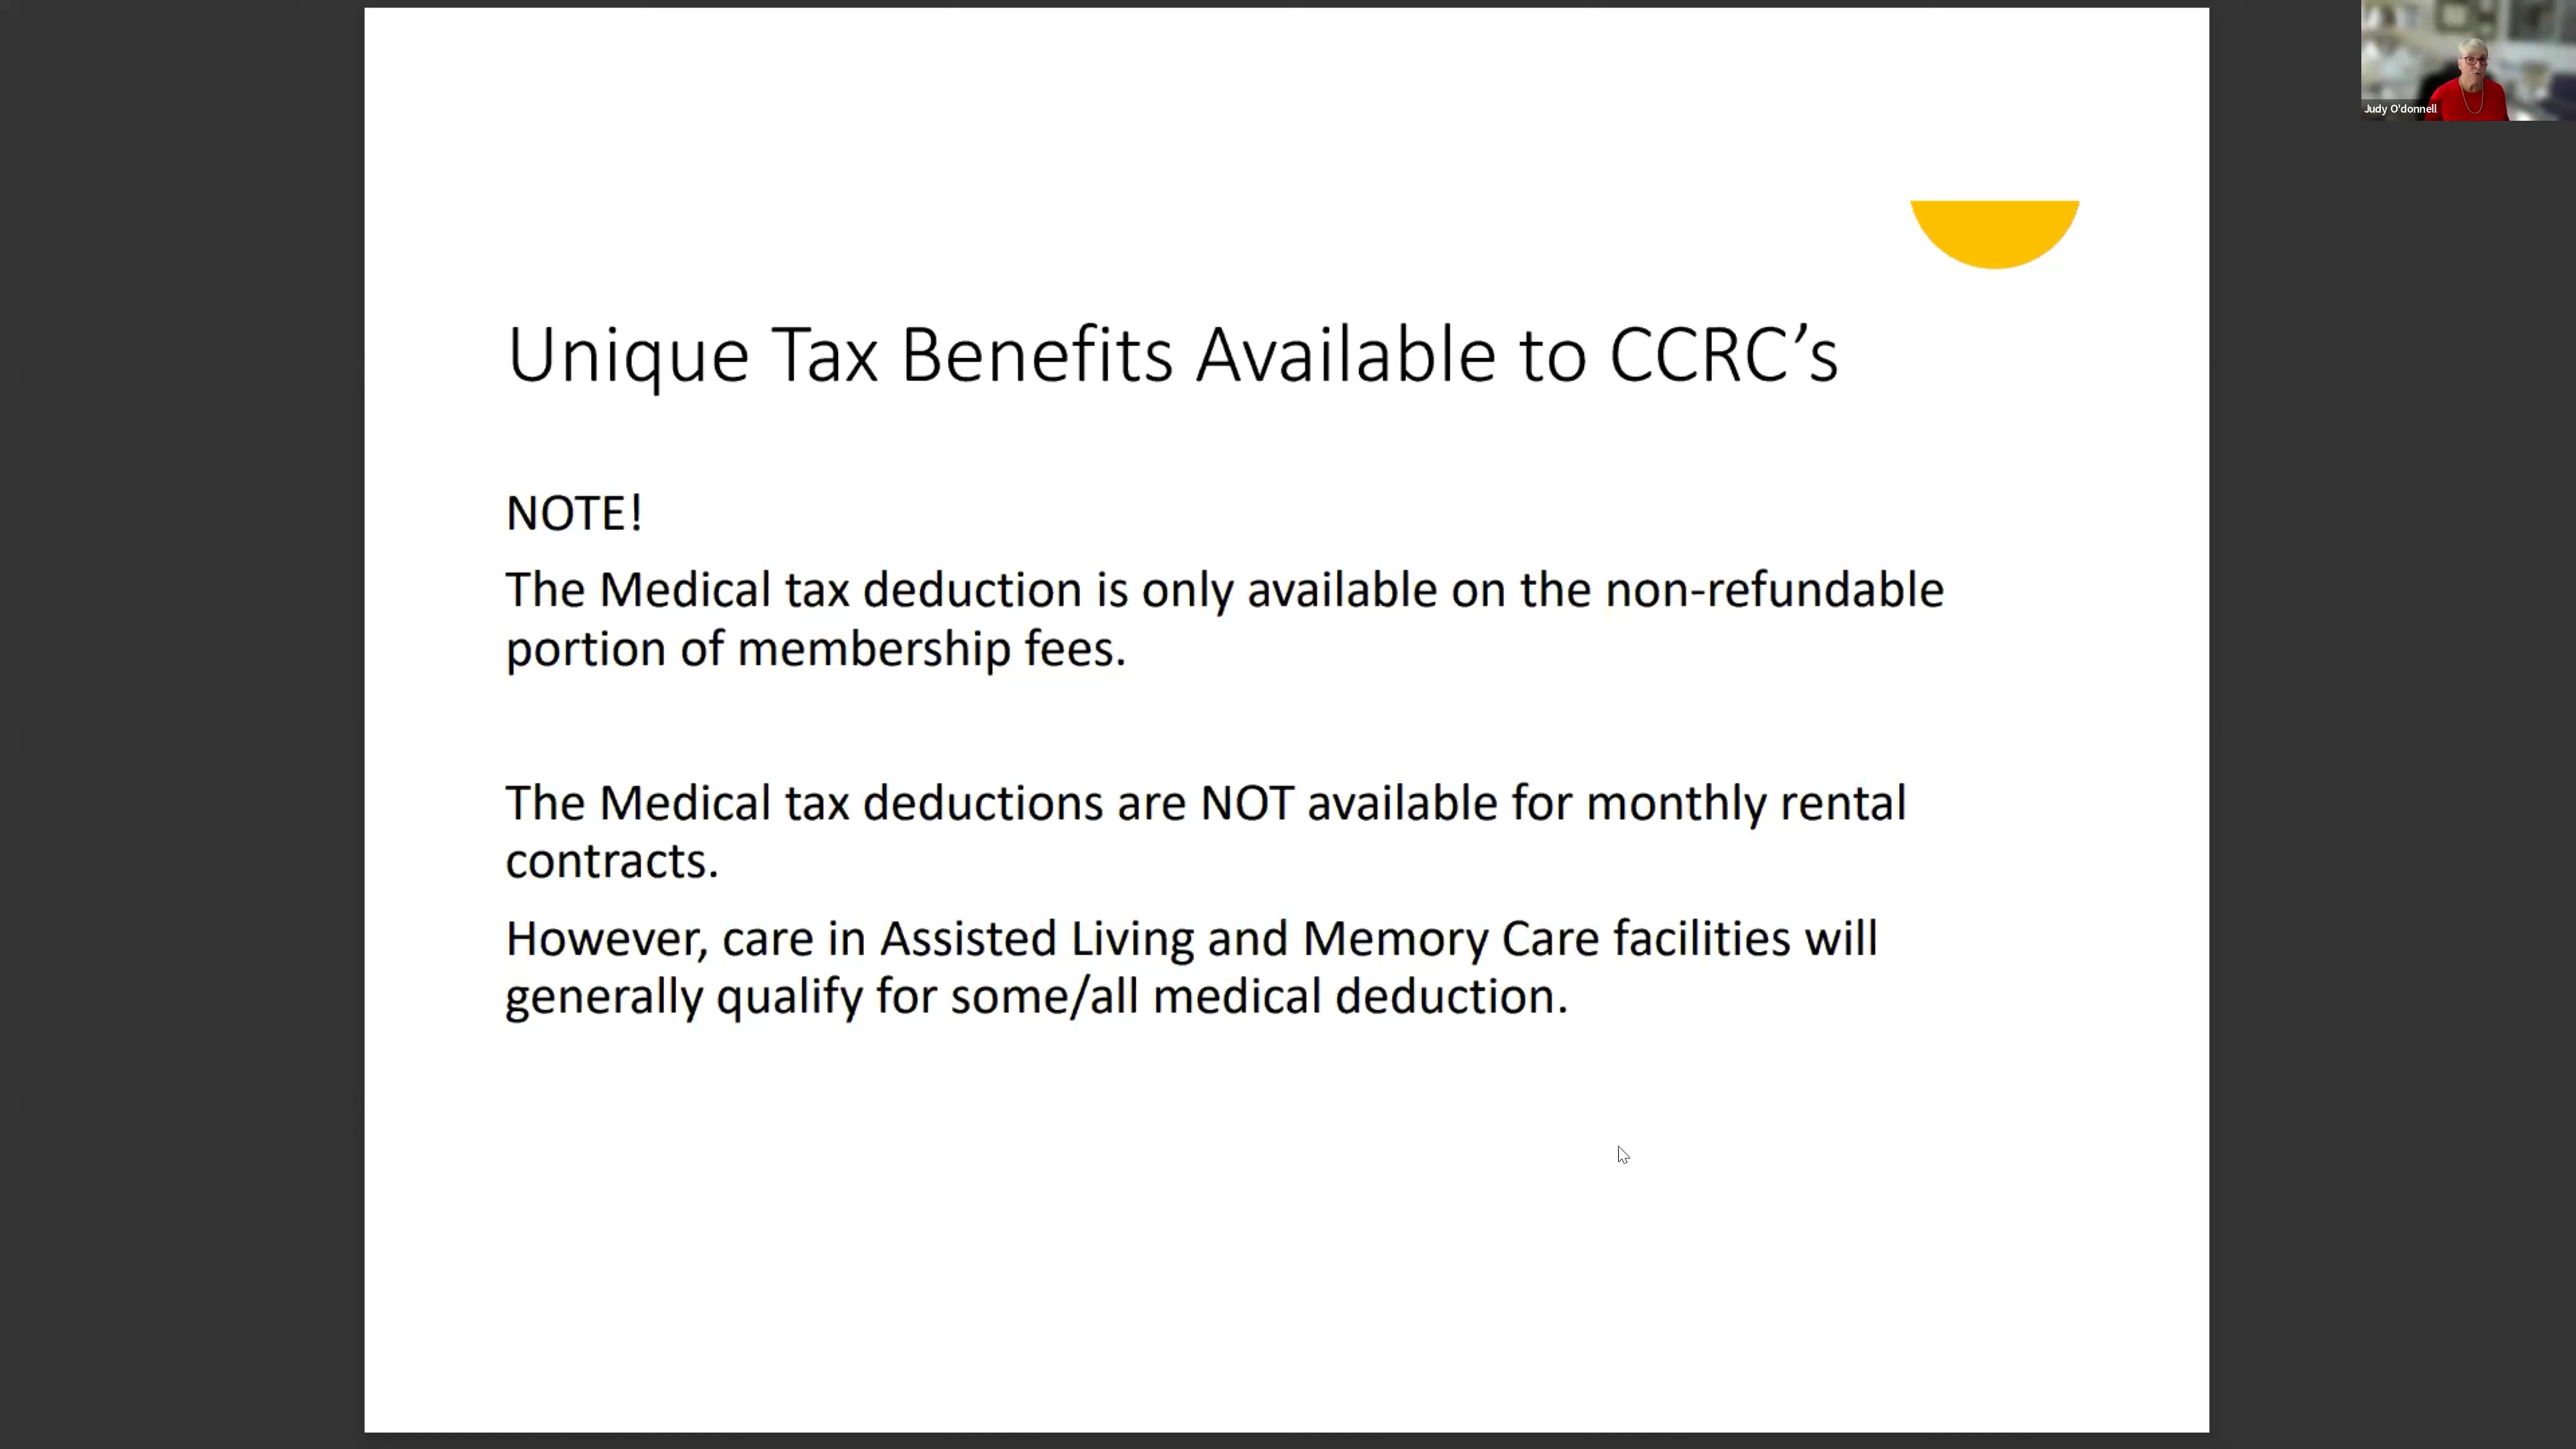 Judy O'donnell
Unique Tax Benefits Available to CCRC’s
NOTE!
The Medical tax deduction is only available on the non-refundable
portion of membership fees.
The Medical tax deductions are NOT available for monthly rental
contracts.
However, care in Assisted Living and Memory Care facilities will
generally qualify for some/all medical deduction.